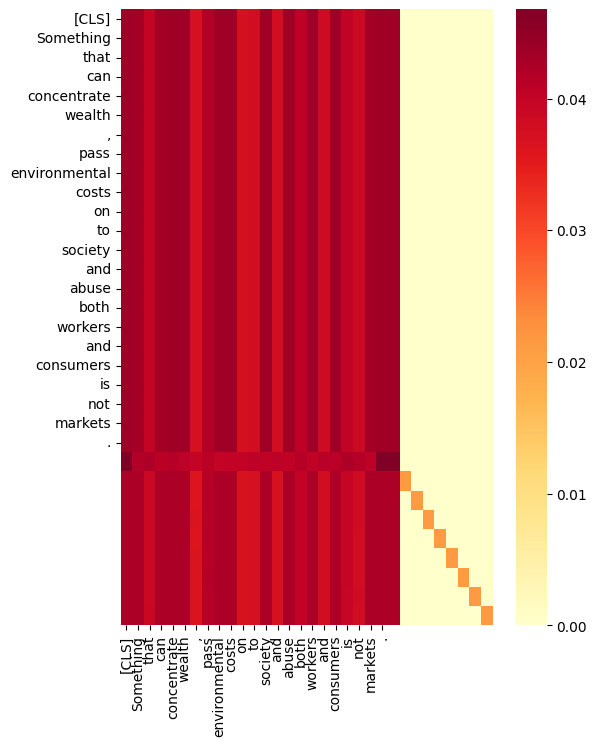 [CLS]
Something
that
can
concentrate
wealth
,
pass
environmental
costs
on
to
society
and
abuse
both
workers
and
consumers
is
not
markets
.
0.04
0.03
0.02
0.01
0.00
[CLS]
Something
that
can
concentrate
wealth
,
pass
environmental
costs
on
to
society
and
abuse
both
workers
and
consumers
is
not
markets
.